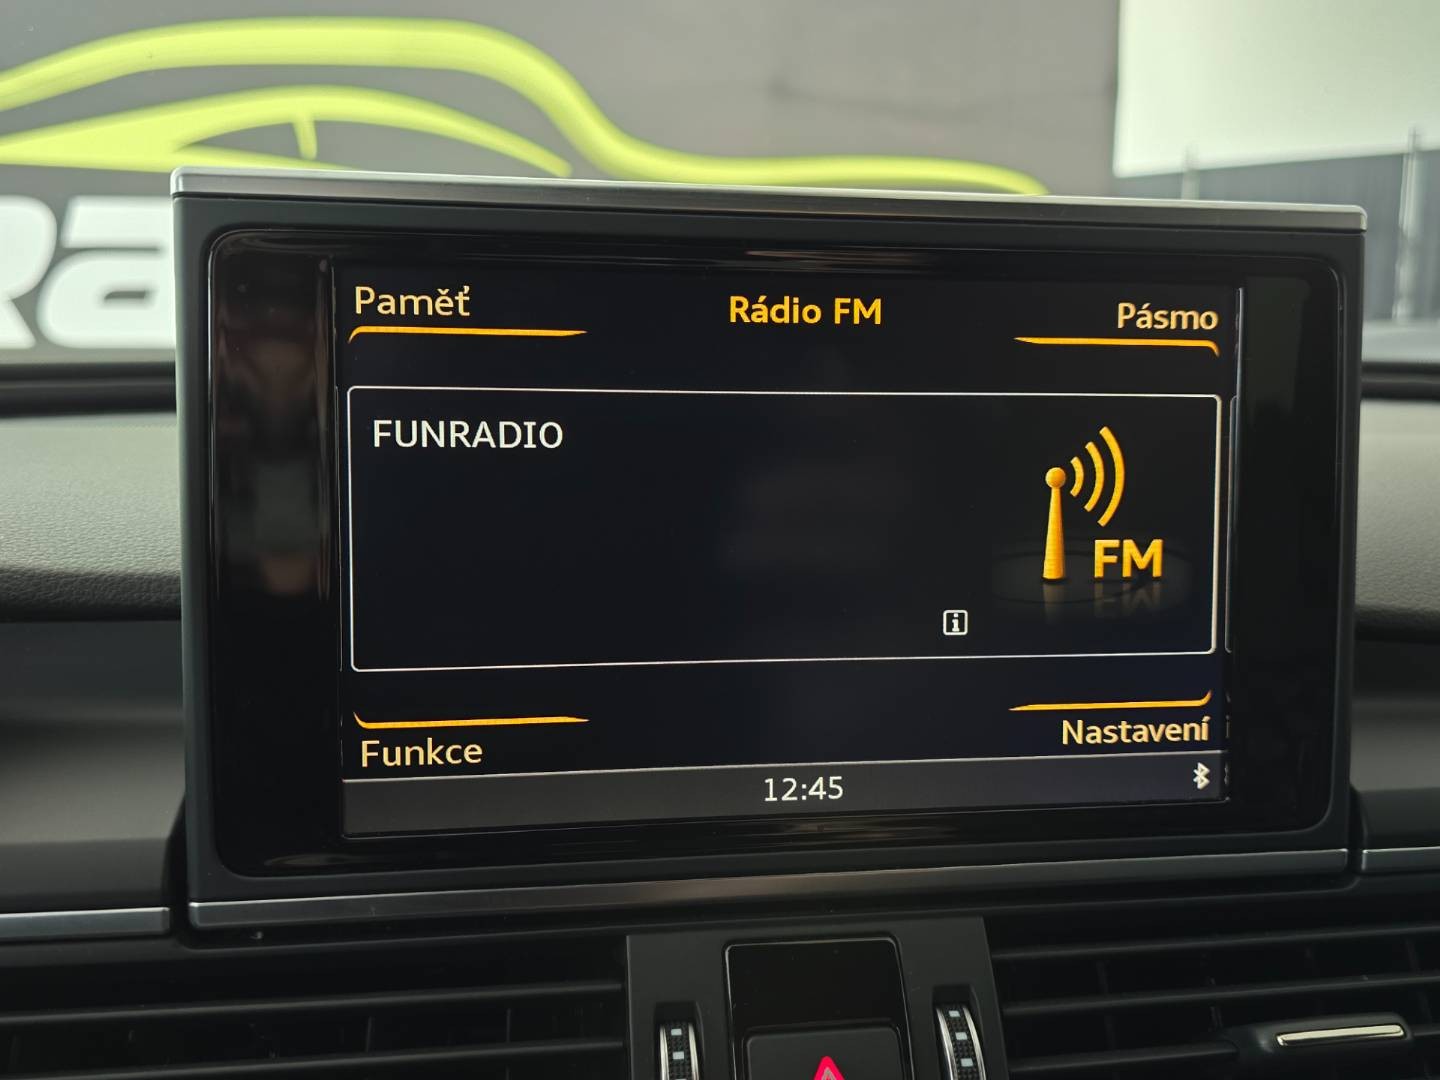 Paměť
Rádio FM
Pásmo
FUNRADIO
FM
Funkce
Nastavení
12:45